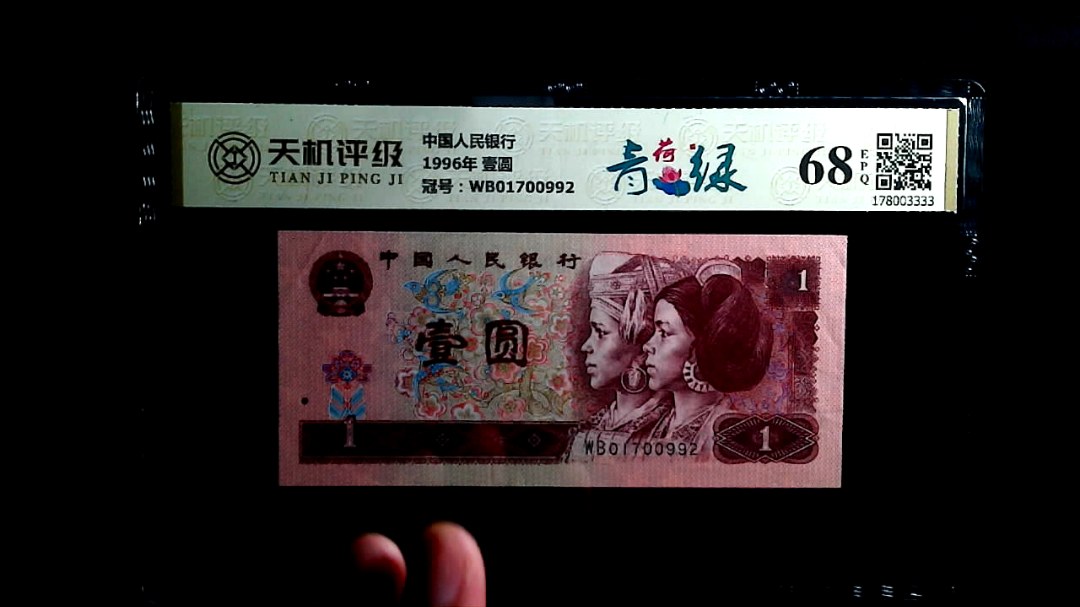 天机评级
TIAN JI PING JI
中国人民银行
1996年 壹圆
冠号：WB01700992
青荷绿
68
EPQ
178003333
中國人民銀行
1
壹圆
1
WB01700992
1